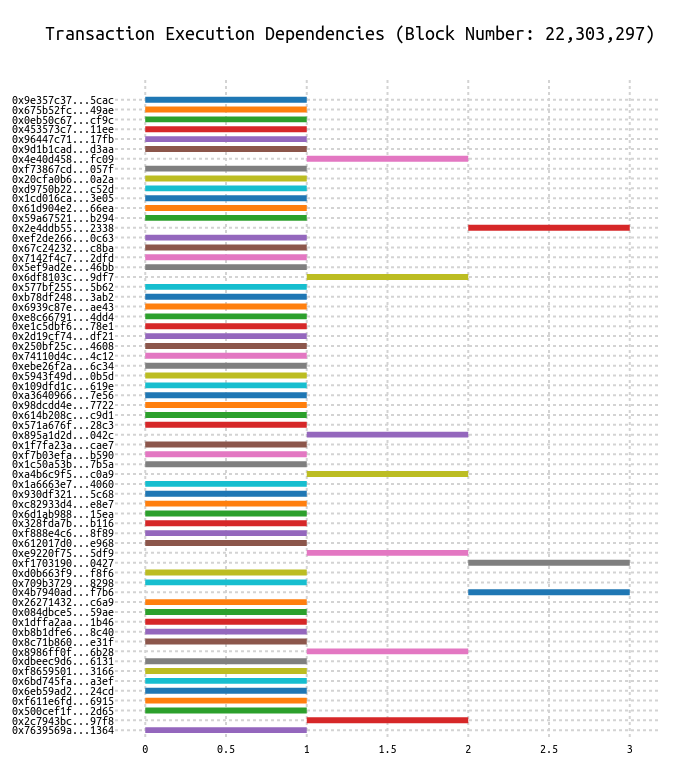 Transaction Execution Dependencies (Block Number: 22,303,297)
0x9e357c37...5cac
0x675b52fc...49ae
0x0eb50c67...cf9c
0x453573c7...11ee
0x96447c71...17fb
0x9d1b1cad...d3aa
0x4e40d458...fc09
0xf73867cd...057f
0x20cfa0b6...0a2a
0xd9750b22...c52d
0x1cd016ca...3e05
0x61d904e2...66ea
0x59a67521...b294
0x2e4ddb55...2338
0xef2de266...0c63
0x67c24232...c8ba
0x7142f4c7...2dfd
0x5ef9ad2e...46bb
0x6df8103c...9df7
0x577bf255...5b62
0xb78df248...3ab2
0x6939c87e...ae43
0xe8c66791...4dd4
0xe1c5dbf6...78e1
0x2d19cf74...df21
0x250bf25c...4608
0x74110d4c...4c12
0xebe26f2a...6c34
0x5943f49d...0b5d
0x109dfd1c...619e
0xa3640966...7e56
0x98dcdd4e...7722
0x614b208c...c9d1
0x571a676f...28c3
0x895a1d2d...042c
0x1f7fa23a...cae7
0xf7b03efa...b590
0x1c50a53b...7b5a
0xa4b6c9f5...c0a9
0x1a6663e7...4060
0x930df321...5c68
0xc82933d4...e8e7
0x6d1ab988...15ea
0x328fda7b...b116
0xf888e4c6...8f89
0x612017d0...e968
0xe9220f75...5df9
0xf1703190...0427
0xd0b663f9...f8f6
0x709b3729...8298
0x4b7940ad...f7b6
0x26271432...c6a9
0x084dbce5...59ae
0x1dffa2aa...1b46
0xb8b1dfe6...8c40
0x8c71b860...e31f
0x8986ff0f...6b28
0xdbeec9d6...6131
0xf8659501...3166
0x6bd745fa...a3ef
0x6eb59ad2...24cd
0xf611e6fd...6915
0x500cef1f...2d65
0x2c7943bc...97f8
0x7639569a...1364
0 0.5 1 1.5 2 2.5 3